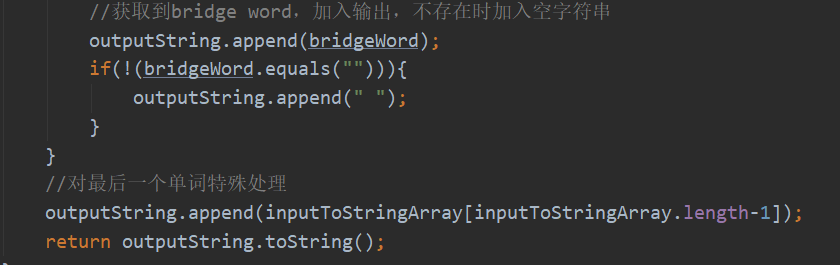 //获取到bridge word，加入输出，不存在时加入空字符串
outputString.append(bridgeWord);
if(!(bridgeWord.equals(""))){
outputString.append(" ");
}
}
//对最后一个单词特殊处理
outputString.append(inputToStringArray[inputToStringArray.length-1]);
return outputString.toString();